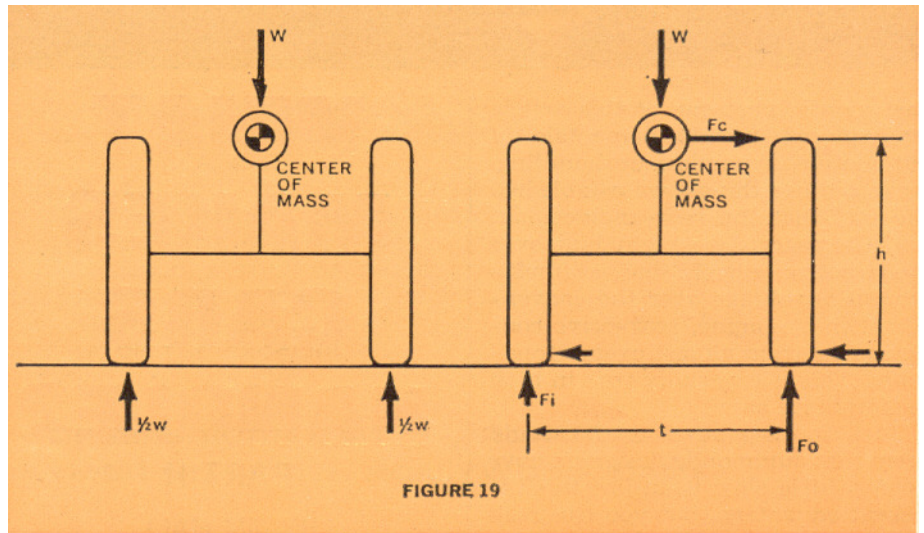 W
W
Fc
CENTER
OF
MASS
CENTER
OF
MASS
h
½w
½w
Fi
t
Fo
FIGURE 19